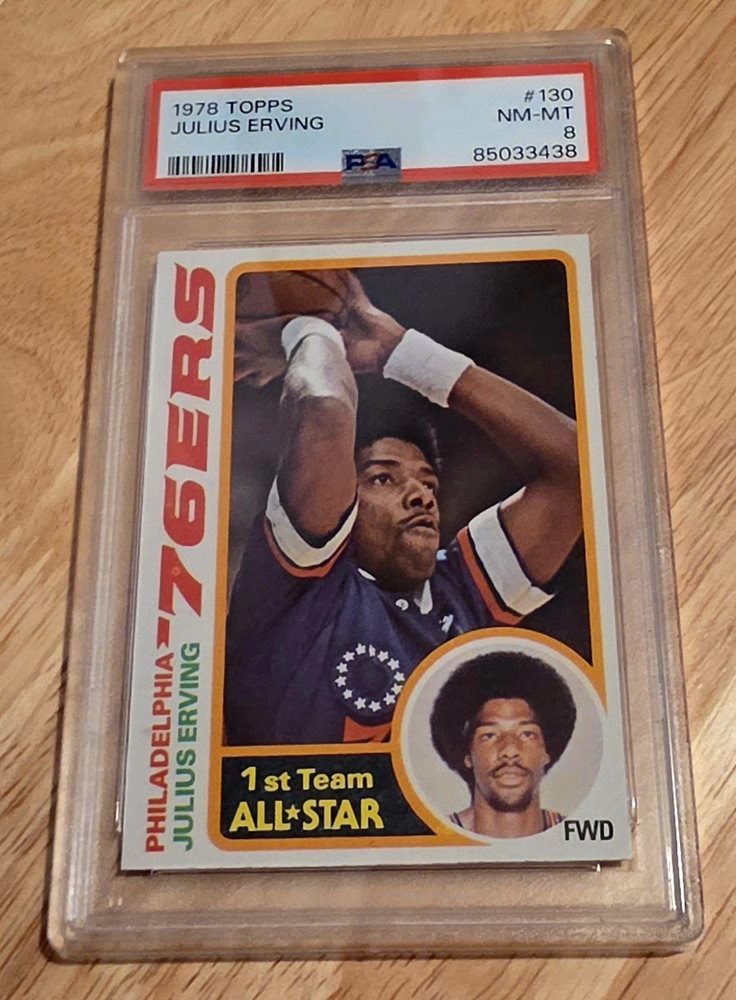 1978 TOPPS
#130
JULIUS ERVING
NM-MT
8
PSA
85033438
PHILADELPHIA
'76ERS
JULIUS ERVING
1st Team
ALL★STAR
FWD